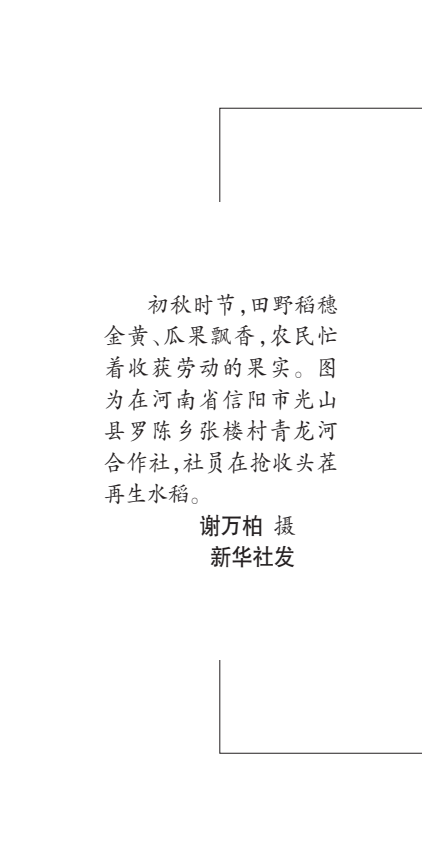 初秋时节,田野稻穗
金黄、瓜果飘香,农民忙
着收获劳动的果实。图
为在河南省信阳市光山
县罗陈乡张楼村青龙河
合作社,社员在抢收头茬
再生水稻。
谢万柏 摄
新华社发